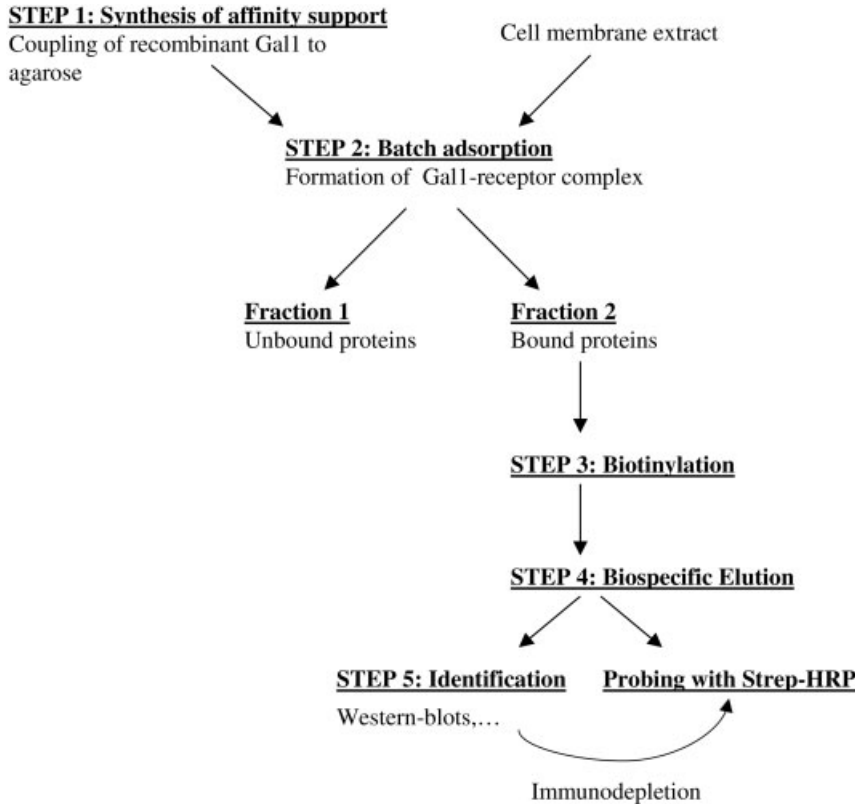 STEP 1: Synthesis of affinity support
Coupling of recombinant Gal1 to
agarose
Cell membrane extract
STEP 2: Batch adsorption
Formation of Gal1-receptor complex
Fraction 1
Unbound proteins
Fraction 2
Bound proteins
STEP 3: Biotinylation
STEP 4: Biospecific Elution
STEP 5: Identification
Western-blots,…
Probing with Strep-HRP
Immunodepletion